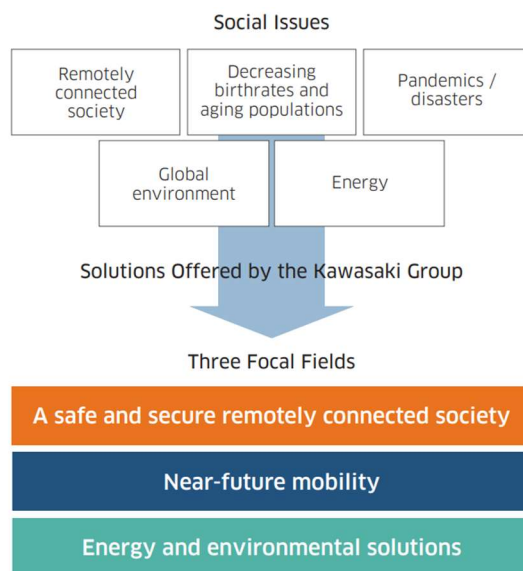 Social Issues
Remotely
connected
society
Decreasing
birthrates and
aging populations
Pandemics /
disasters
Global
environment
Energy
Solutions Offered by the Kawasaki Group
Three Focal Fields
A safe and secure remotely connected society
Near-future mobility
Energy and environmental solutions